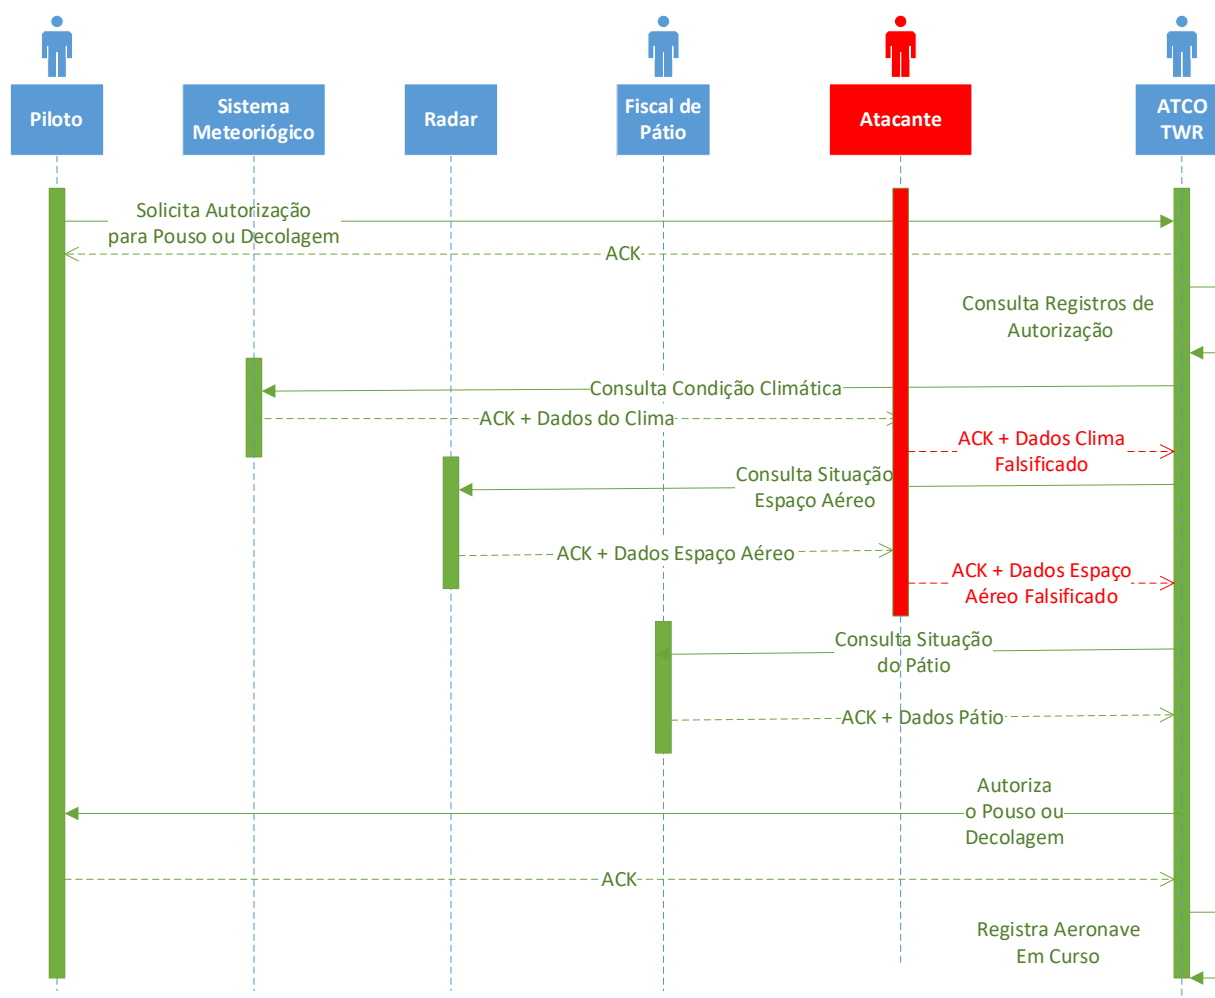 Piloto
Sistema
Meteoriógico
Radar
Fiscal de
Pátio
Atacante
ATCO
TWR
Solicita Autorização
para Pouso ou Decolagem
ACK
Consulta Registros de
Autorização
Consulta Condição Climática
ACK + Dados do Clima
ACK + Dados Clima
Falsificado
Consulta Situação
Espaço Aéreo
ACK + Dados Espaço Aéreo
ACK + Dados Espaço
Aéreo Falsificado
Consulta Situação
do Pátio
ACK + Dados Pátio
Autoriza
o Pouso ou
Decolagem
ACK
Registra Aeronave
Em Curso